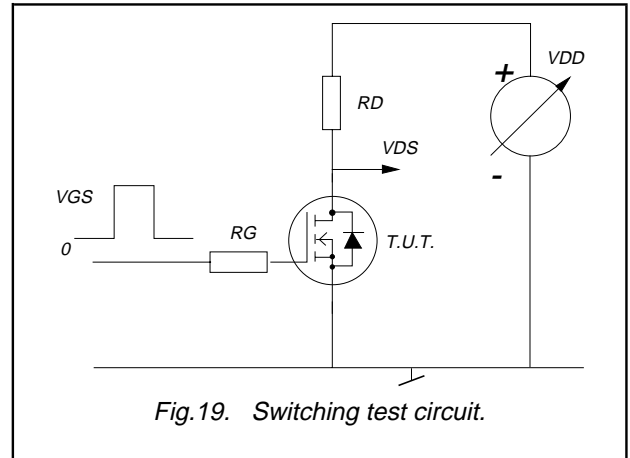 +
VDD
RD
VDS
-
VGS
0
RG
T.U.T.
Fig.19. Switching test circuit.